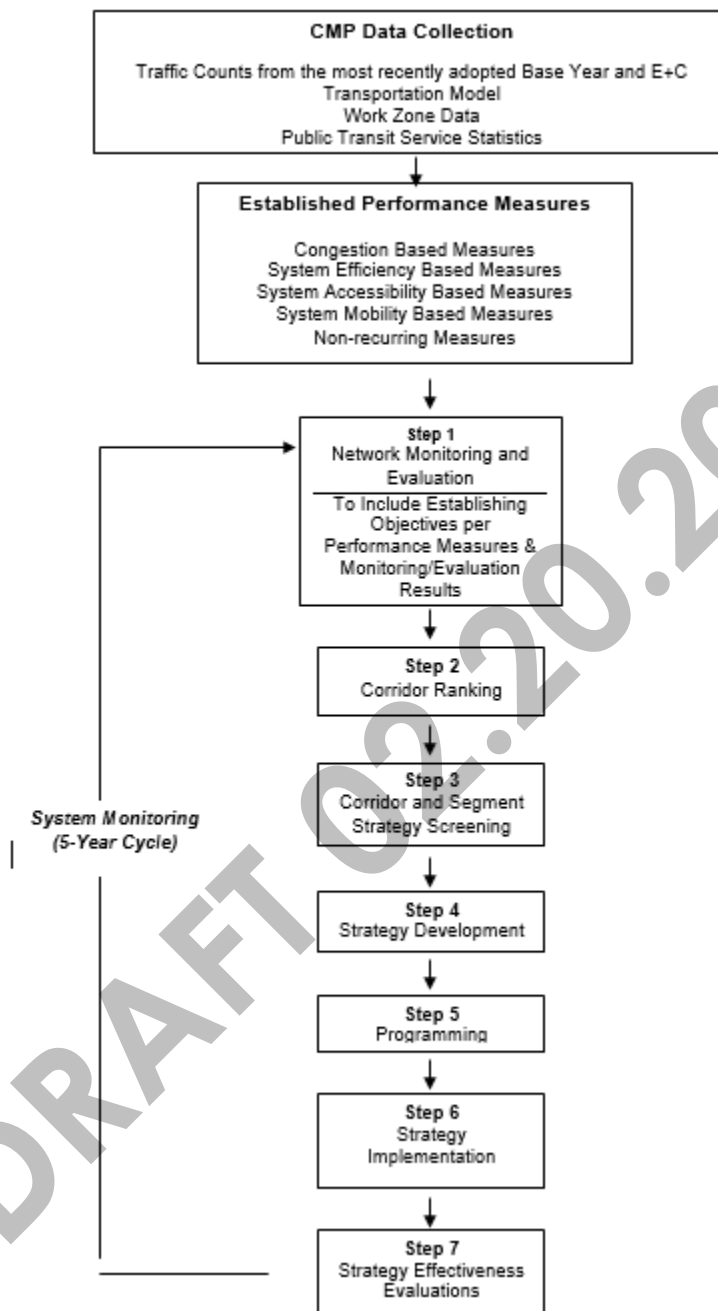 CMP Data Collection
Traffic Counts from the most recently adopted Base Year and E+C
Transportation Model
Work Zone Data
Public Transit Service Statistics
Established Performance Measures
Congestion Based Measures
System Efficiency Based Measures
System Accessibility Based Measures
System Mobility Based Measures
Non-recurring Measures
Step 1
Network Monitoring and
Evaluation
To Include Establishing
Objectives per
Performance Measures &
Monitoring/Evaluation
Results
Step 2
Corridor Ranking
Step 3
Corridor and Segment
Strategy Screening
System Monitoring
(5-Year Cycle)
Step 4
Strategy Development
Step 5
Programming
Step 6
Strategy
Implementation
Step 7
Strategy Effectiveness
Evaluations
DRAFT 02.20.20